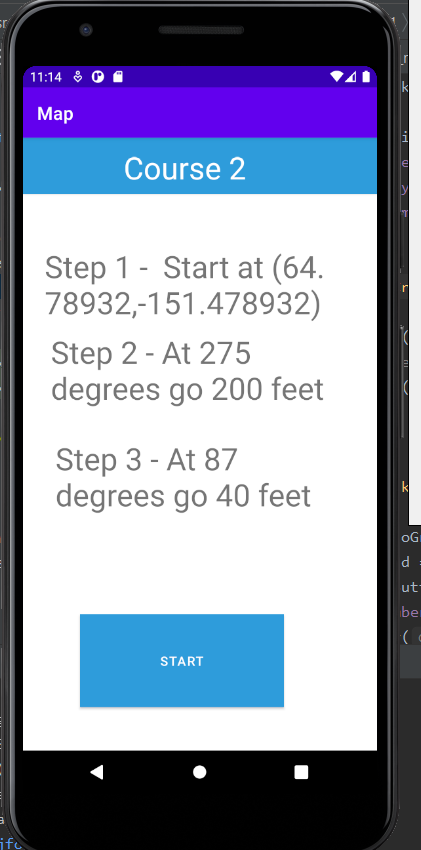 11:14
Map
Course 2
Step 1 -  Start at (64.
78932,-151.478932)
Step 2 - At 275
degrees go 200 feet
Step 3 - At 87
degrees go 40 feet
START